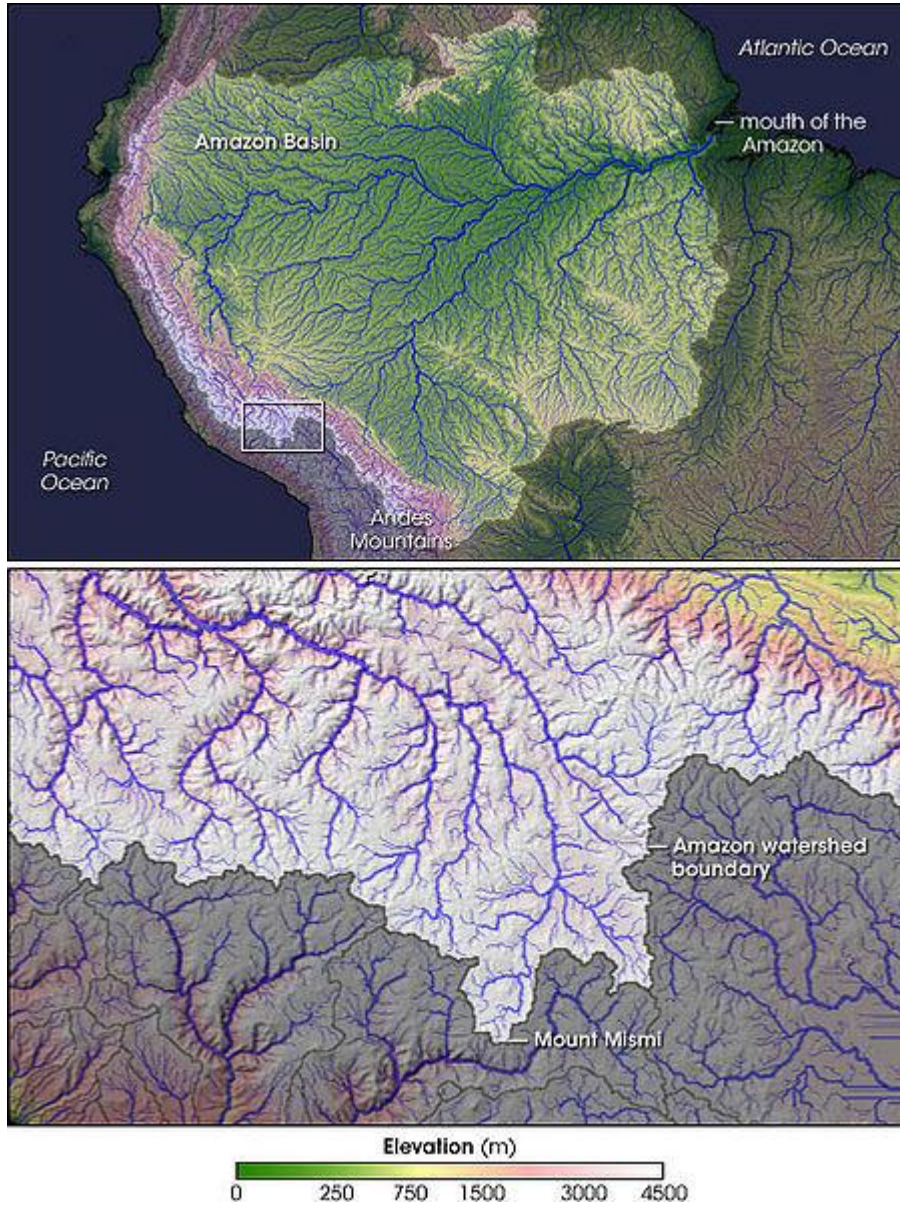 Atlantic Ocean
mouth of the
Amazon
Amazon Basin
Pacific
Ocean
Andes
Mountains
Amazon watershed
boundary
Mount Mismi
Elevation (m)
0 250 750 1500 3000 4500